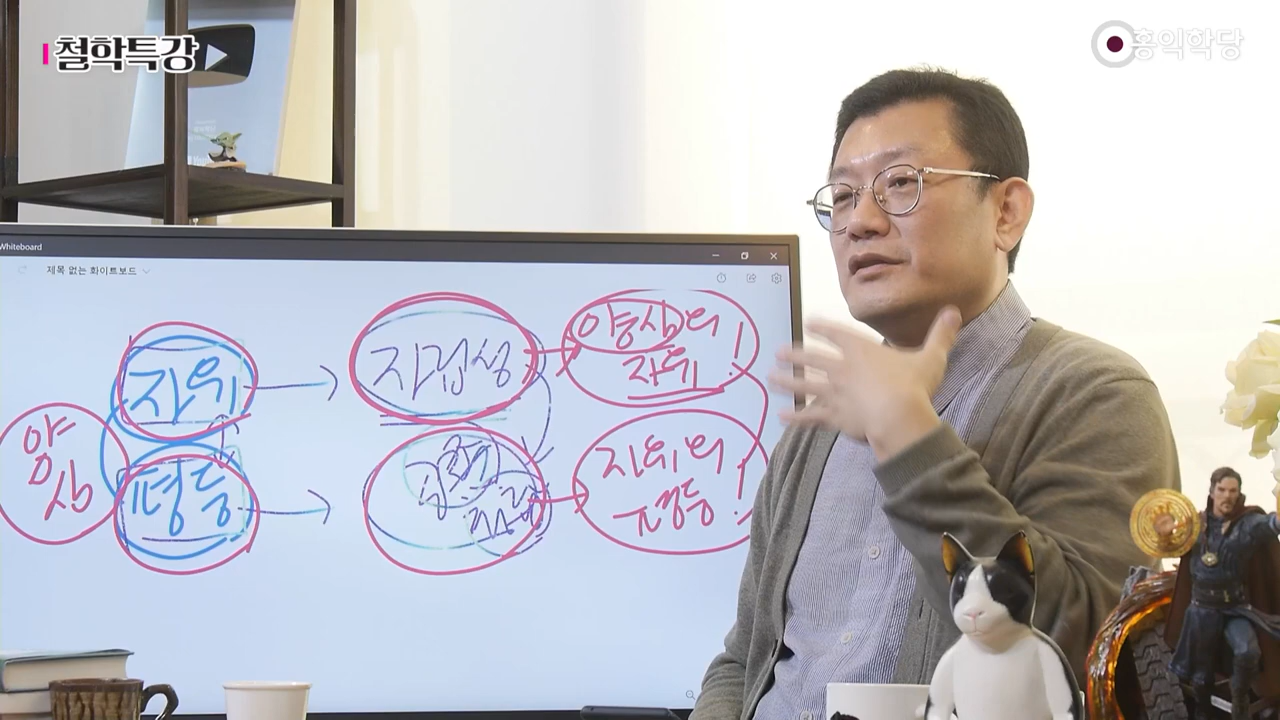 철학특강
홍익학당
Whiteboard
제목 없는 화이트보드
양심
자유
평등
자립성
양심의
자유!
자유의
평등!